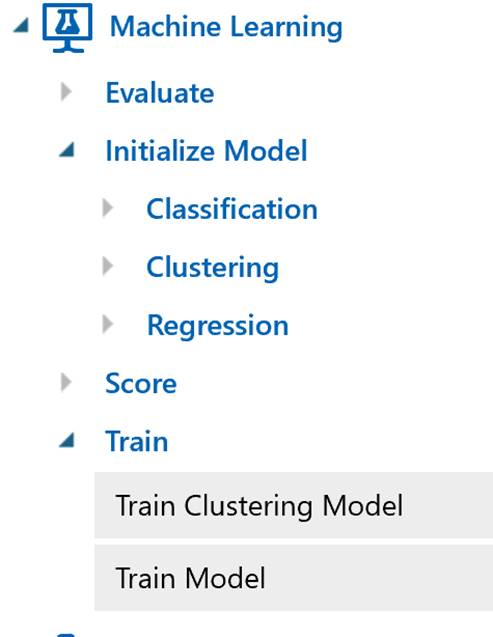 Machine Learning
Evaluate
Initialize Model
Classification
Clustering
Regression
Score
Train
Train Clustering Model
Train Model